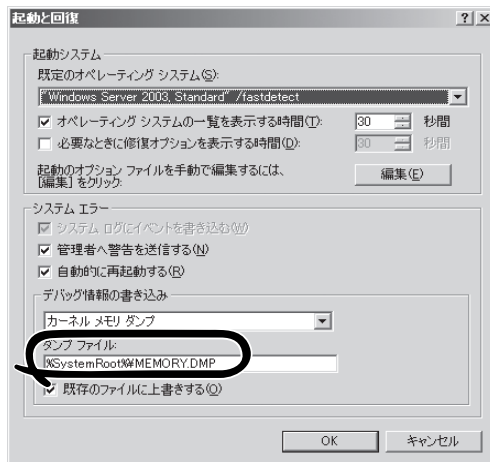 起動と回復
起動システム
既定のオペレーティング システム(S):
"Windows Server 2003, Standard" /fastdetect
オペレーティング システムの一覧を表示する時間(T): 30 秒間
必要なときに修復オプションを表示する時間(D): 30 秒間
起動のオプション ファイルを手動で編集するには、
[編集] をクリック: 編集(E)
システム エラー
システム ログにイベントを書き込む(W)
管理者へ警告を送信する(N)
自動的に再起動する(R)
デバッグ情報の書き込み
カーネル メモリ ダンプ
ダンプ ファイル:
%SystemRoot%¥MEMORY.DMP
既存のファイルに上書きする(O)
OK キャンセル